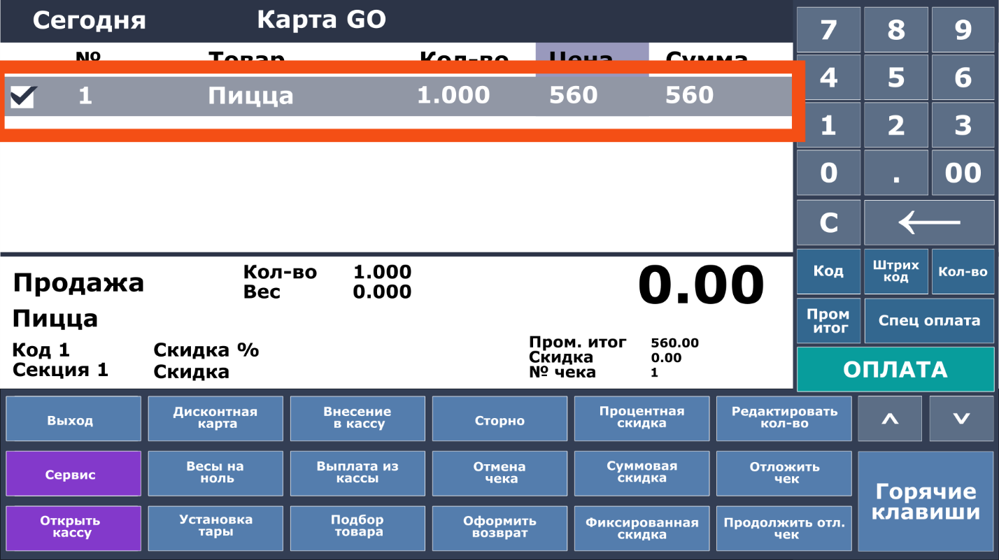 Сегодня Карта GO
№ Товар Кол-во Цена Сумма
1 Пицца 1.000 560 560
7 8 9
4 5 6
1 2 3
0 . 00
C ←
Код Штрих код Кол-во
Пром итог Спец оплата
ОПЛАТА
Продажа
Кол-во 1.000
Вес 0.000
0.00
Пицца
Код 1 Скидка %
Секция 1 Скидка
Пром. итог 560.00
Скидка 0.00
№ чека 1
Выход
Дисконтная
карта
Внесение
в кассу
Сторно
Процентная
скидка
Редактировать
кол-во
Сервис
Весы на
ноль
Выплата из
кассы
Отмена
чека
Суммовая
скидка
Отложить
чек
Горячие
клавиши
Открыть
кассу
Установка
тары
Подбор
товара
Оформить
возврат
Фиксированная
скидка
Продолжить отл.
чек